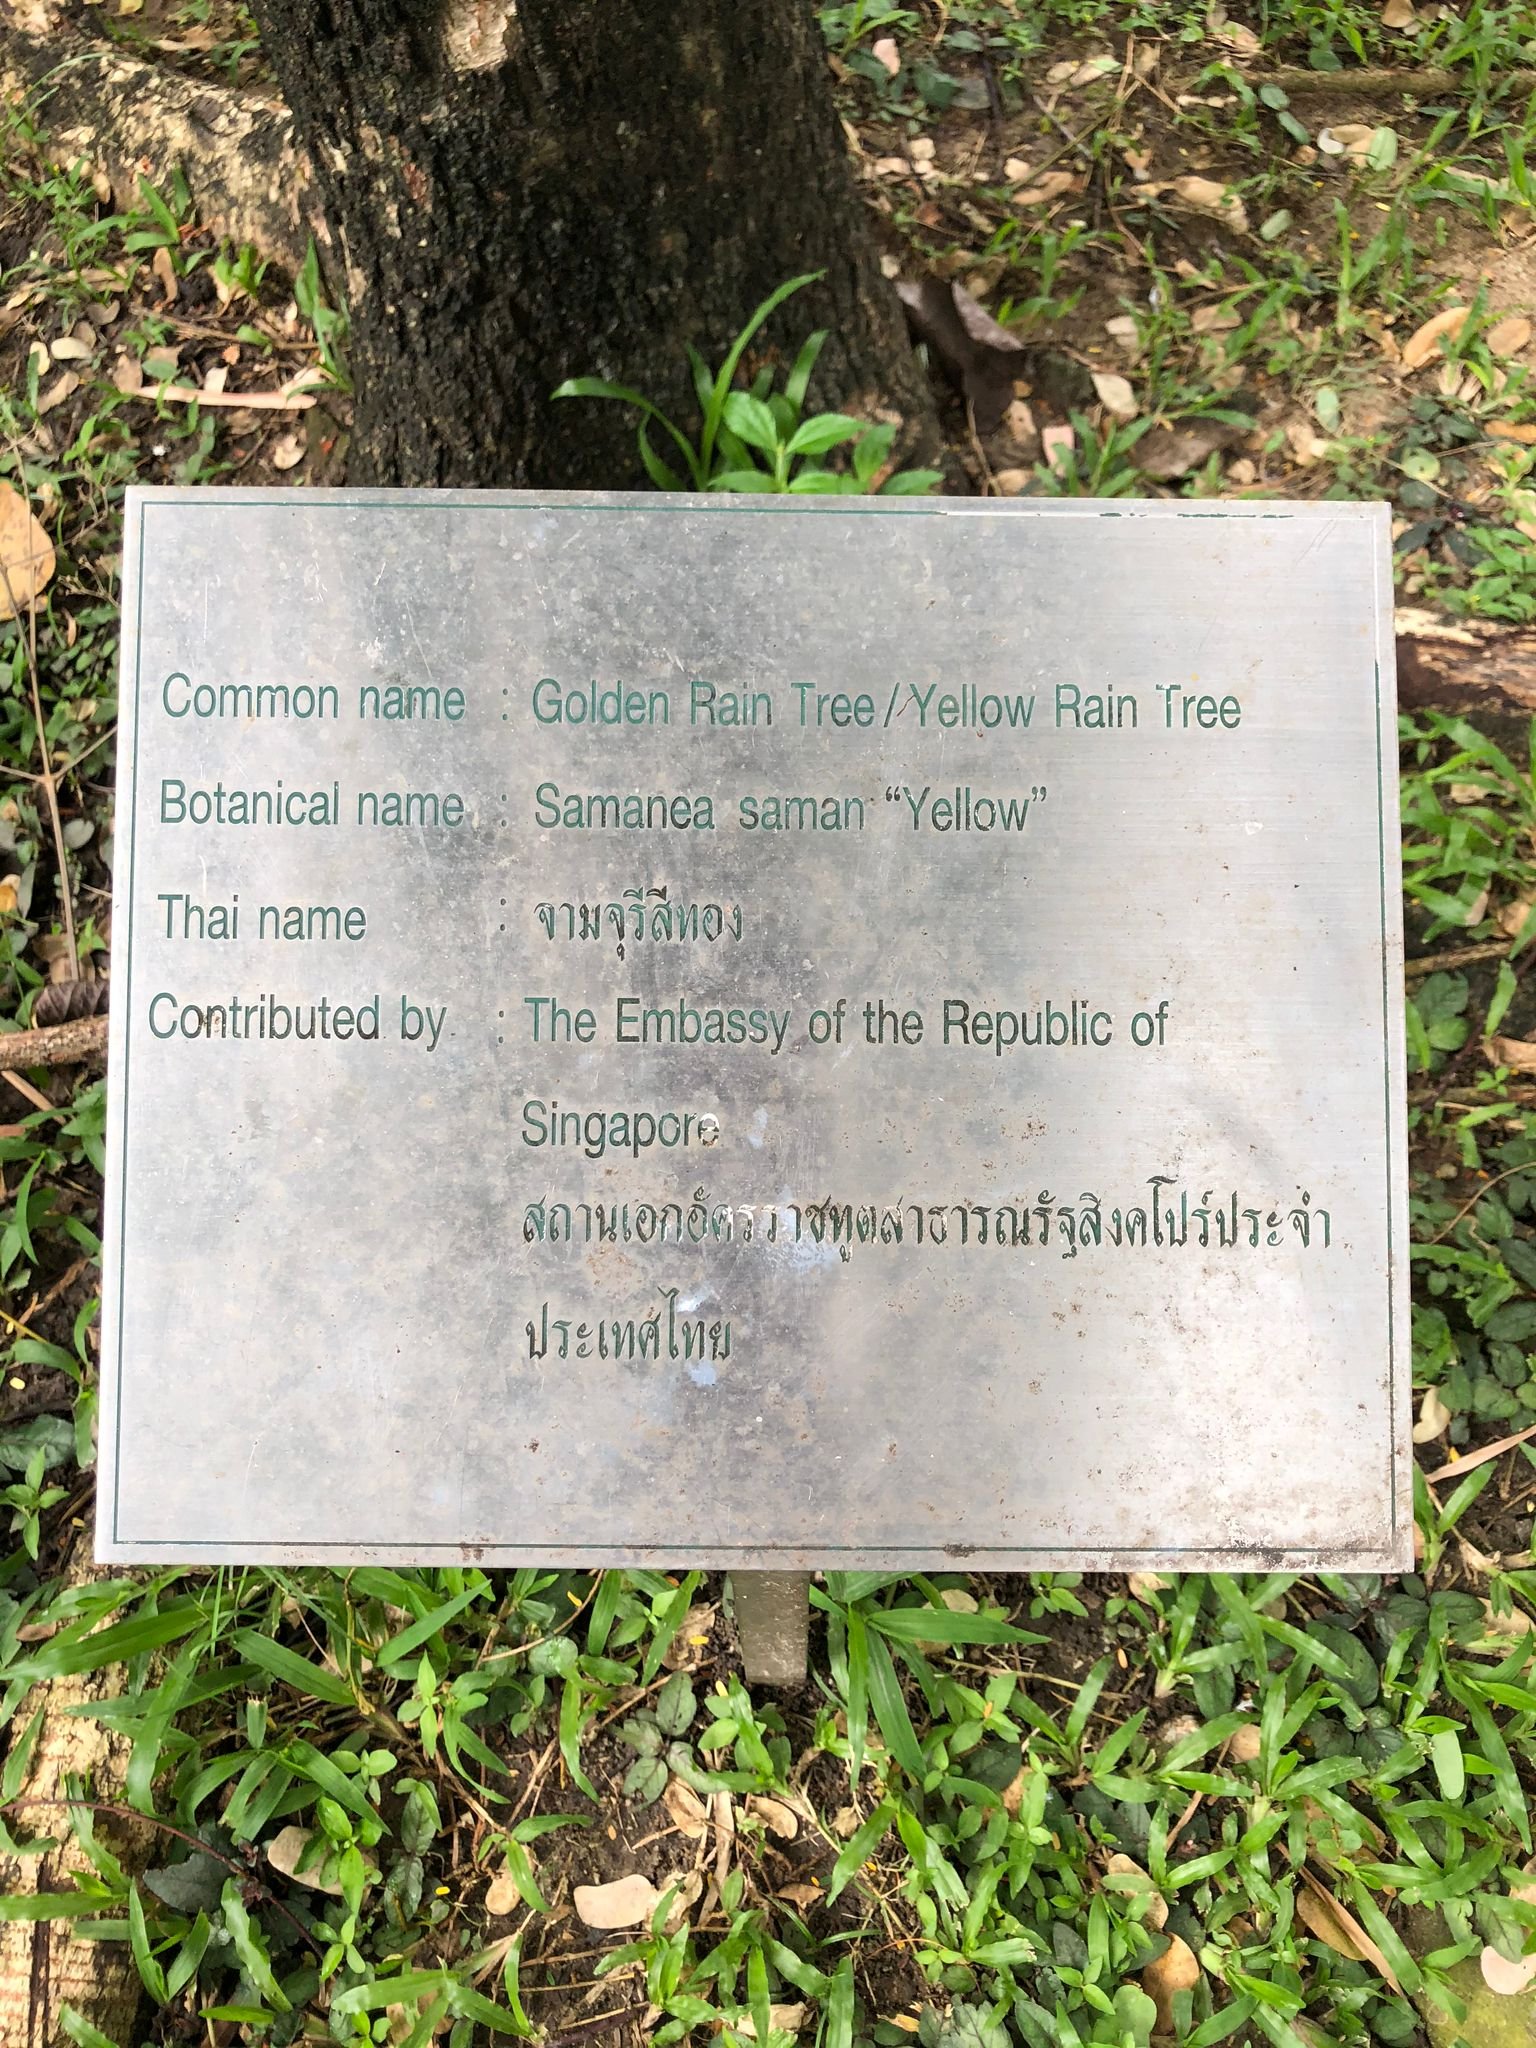 Common name : Golden Rain Tree/Yellow Rain Tree
Botanical name : Samanea saman “Yellow”
Thai name : จามจุรีสีทอง
Contributed by : The Embassy of the Republic of
Singapore
สถานเอกอัครราชทูตสาธารณรัฐสิงคโปร์ประจำ
ประเทศไทย